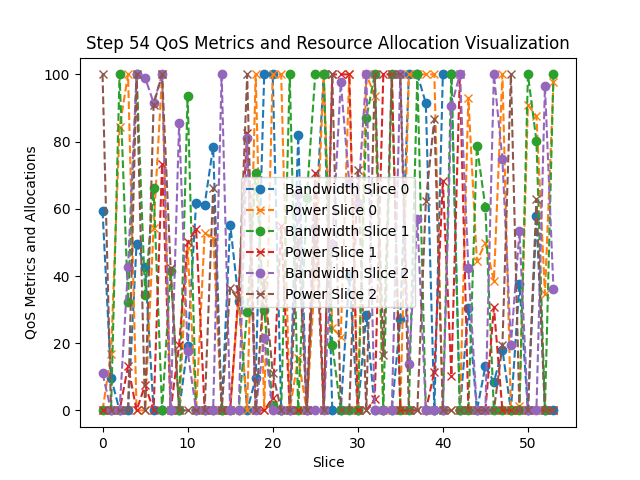 Step 54 QoS Metrics and Resource Allocation Visualization
100
80
60
40
20
0
QoS Metrics and Allocations
Bandwidth Slice 0
Power Slice 0
Bandwidth Slice 1
Power Slice 1
Bandwidth Slice 2
Power Slice 2
0 10 20 30 40 50
Slice